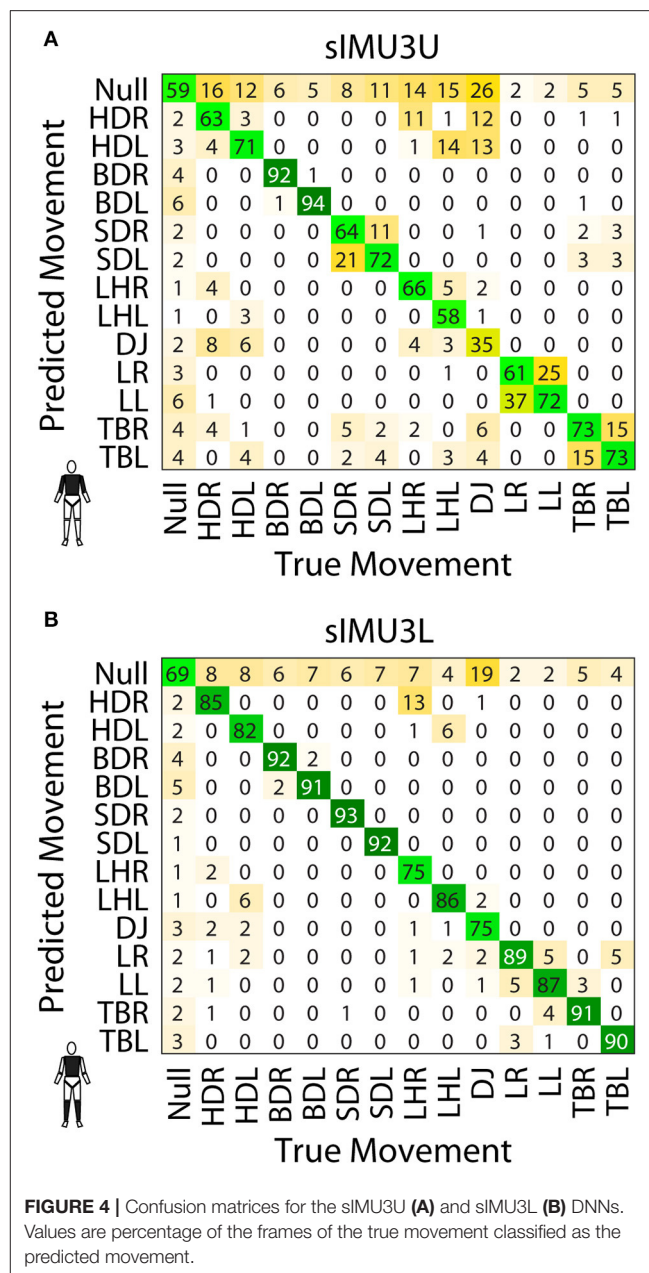 A
sIMU3U
Predicted Movement
Null 59 16 12 6 5 8 11 14 15 26 2 2 5 5
HDR 2 63 3 0 0 0 0 11 1 12 0 0 1 1
HDL 3 4 71 0 0 0 0 1 14 13 0 0 0 0
BDR 4 0 0 92 1 0 0 0 0 0 0 0 0 0
BDL 6 0 0 1 94 0 0 0 0 0 0 0 1 0
SDR 2 0 0 0 0 64 11 0 0 1 0 0 2 3
SDL 2 0 0 0 0 21 72 0 0 0 0 0 3 3
LHR 1 4 0 0 0 0 0 66 5 2 0 0 0 0
LHL 1 0 3 0 0 0 0 0 58 1 0 0 0 0
DJ 2 8 6 0 0 0 0 4 3 35 0 0 0 0
LR 3 0 0 0 0 0 0 0 1 0 61 25 0 0
LL 6 1 0 0 0 0 0 0 0 0 37 72 0 0
TBR 4 4 1 0 0 5 2 2 0 6 0 0 73 15
TBL 4 0 4 0 0 2 4 0 3 4 0 0 15 73
Null HDR HDL BDR BDL SDR SDL LHR LHL DJ LR LL TBR TBL
True Movement
B
sIMU3L
Predicted Movement
Null 69 8 8 6 7 6 7 7 4 19 2 2 5 4
HDR 2 85 0 0 0 0 0 13 0 1 0 0 0 0
HDL 2 0 82 0 0 0 0 1 6 0 0 0 0 0
BDR 4 0 0 92 2 0 0 0 0 0 0 0 0 0
BDL 5 0 0 2 91 0 0 0 0 0 0 0 0 0
SDR 2 0 0 0 0 93 0 0 0 0 0 0 0 0
SDL 1 0 0 0 0 0 92 0 0 0 0 0 0 0
LHR 1 2 0 0 0 0 0 75 0 0 0 0 0 0
LHL 1 0 6 0 0 0 0 0 86 2 0 0 0 0
DJ 3 2 2 0 0 0 0 1 1 75 0 0 0 0
LR 2 1 2 0 0 0 0 1 2 2 89 5 0 5
LL 2 1 0 0 0 0 0 1 0 1 5 87 3 0
TBR 2 1 0 0 0 1 0 0 0 0 0 4 91 0
TBL 3 0 0 0 0 0 0 0 0 0 3 1 0 90
Null HDR HDL BDR BDL SDR SDL LHR LHL DJ LR LL TBR TBL
True Movement
FIGURE 4 | Confusion matrices for the sIMU3U (A) and sIMU3L (B) DNNs.
Values are percentage of the frames of the true movement classified as the
predicted movement.